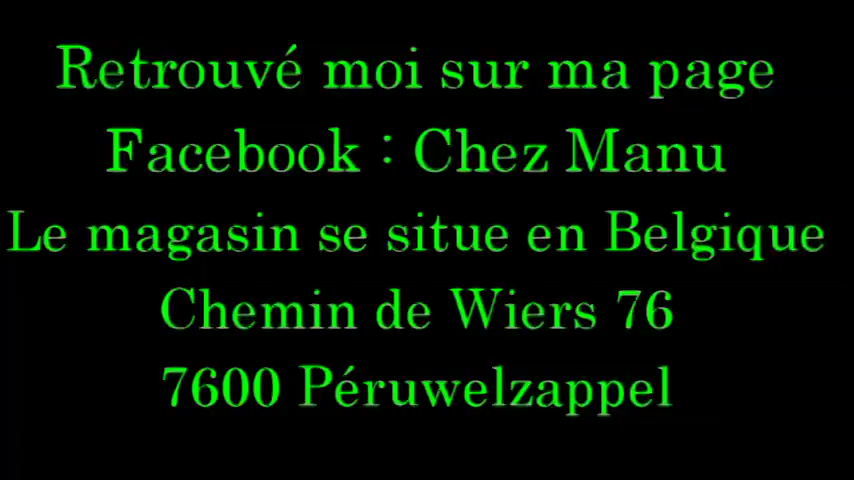 Retrouvé moi sur ma page
Facebook : Chez Manu
Le magasin se situe en Belgique
Chemin de Wiers 76
7600 Péruwelzappel